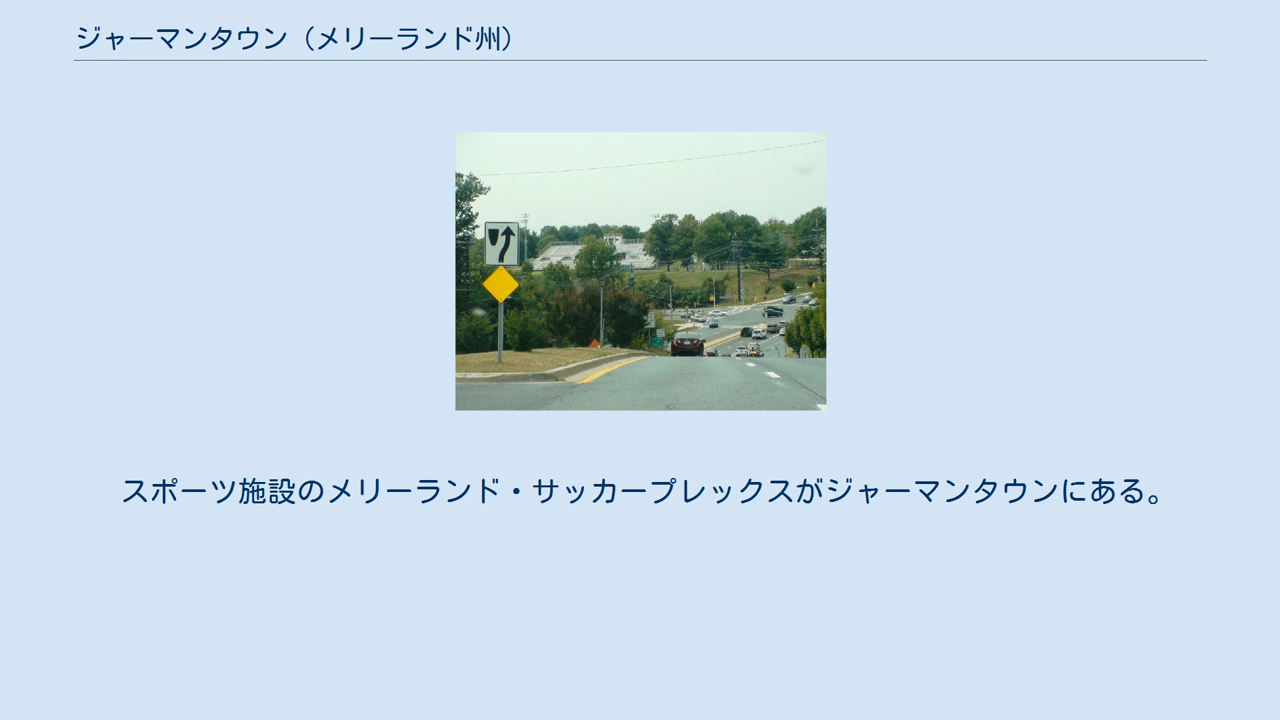 ジャーマンタウン（メリーランド州）
スポーツ施設のメリーランド・サッカープレックスがジャーマンタウンにある。